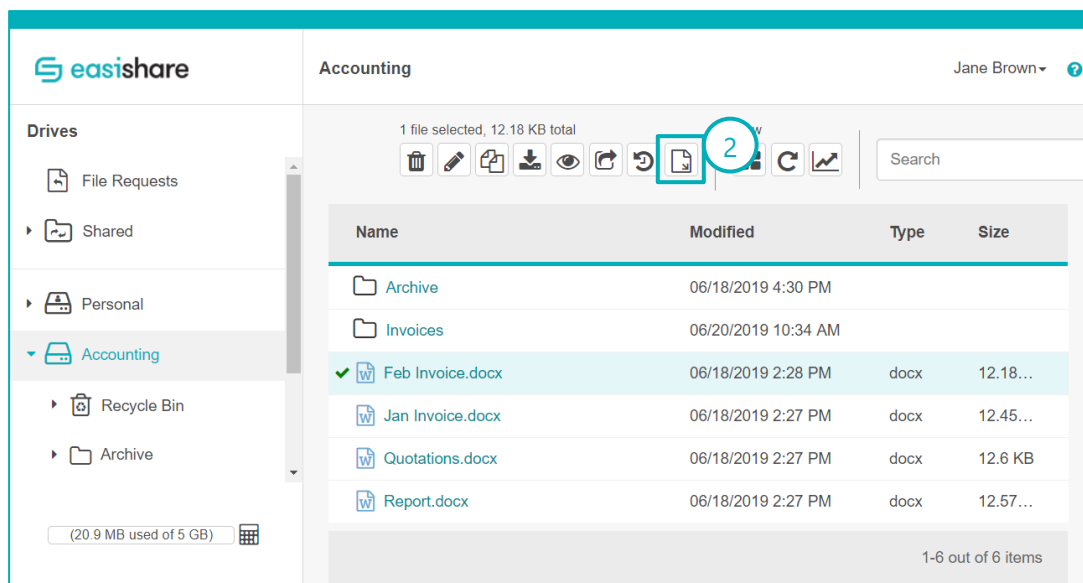 easishare
Accounting
Jane Brown
?
Drives
File Requests
Shared
Personal
Accounting
Recycle Bin
Archive
(20.9 MB used of 5 GB)
1 file selected, 12.18 KB total
2
w
Search
Name Modified Type Size
Archive 06/18/2019 4:30 PM
Invoices 06/20/2019 10:34 AM
Feb Invoice.docx 06/18/2019 2:28 PM docx 12.18…
Jan Invoice.docx 06/18/2019 2:27 PM docx 12.45…
Quotations.docx 06/18/2019 2:27 PM docx 12.6 KB
Report.docx 06/18/2019 2:27 PM docx 12.57…
1-6 out of 6 items